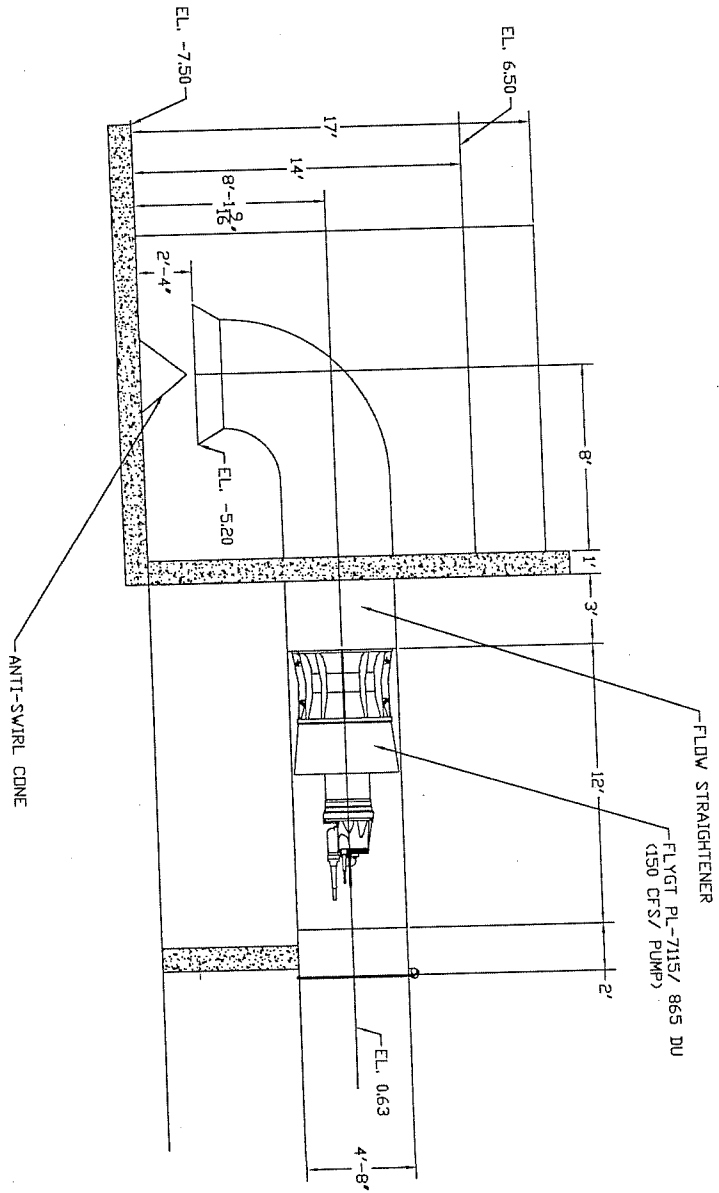 EL. -7.50
EL. 6.50
17'
14'
8'-1 9/16"
2'-4"
EL. -5.20
8'
1'
3'
12'
2'
FLOW STRAIGHTENER
FLYGT PL-7115/ 865 DU
(150 CFS/ PUMP)
ANTI-SWIRL CONE
EL. 0.63
4'-8"